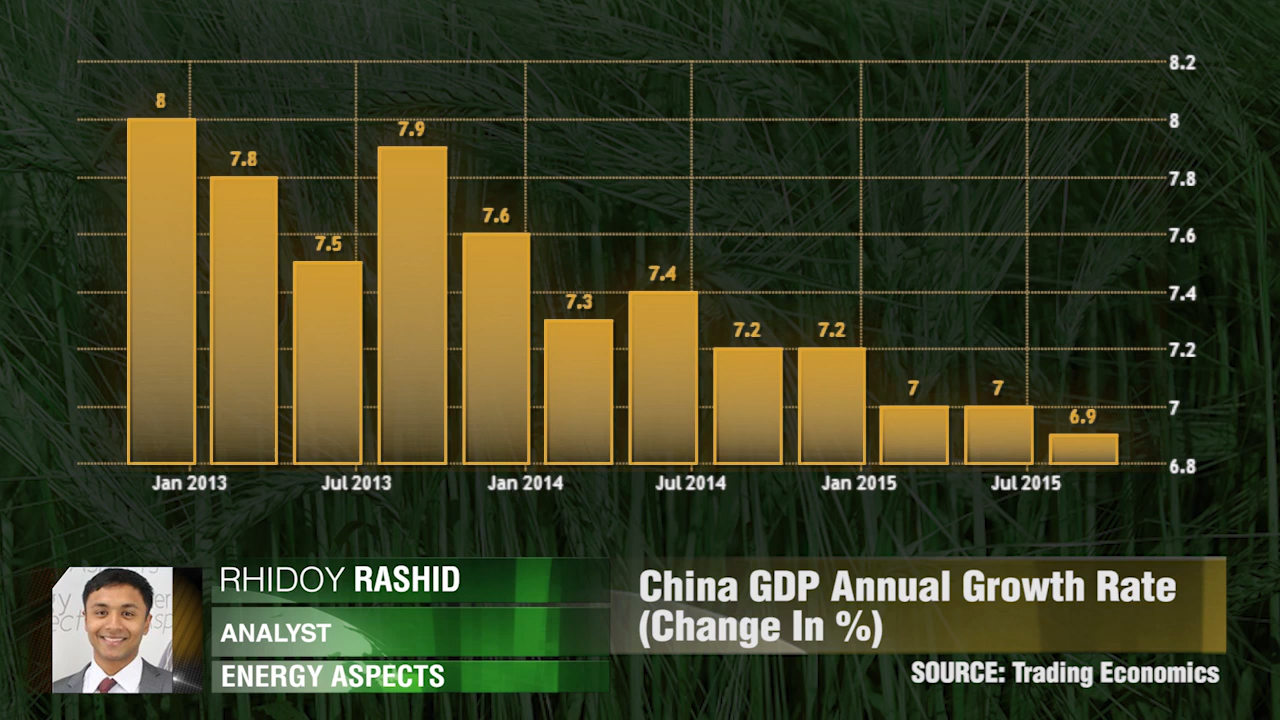 8.2
8
7.8
7.6
7.4
7.2
7
6.8
8
7.8
7.5
7.9
7.6
7.3
7.4
7.2
7.2
7
7
6.9
Jan 2013
Jul 2013
Jan 2014
Jul 2014
Jan 2015
Jul 2015
RHIDOY RASHID
ANALYST
ENERGY ASPECTS
China GDP Annual Growth Rate
(Change In %)
SOURCE: Trading Economics